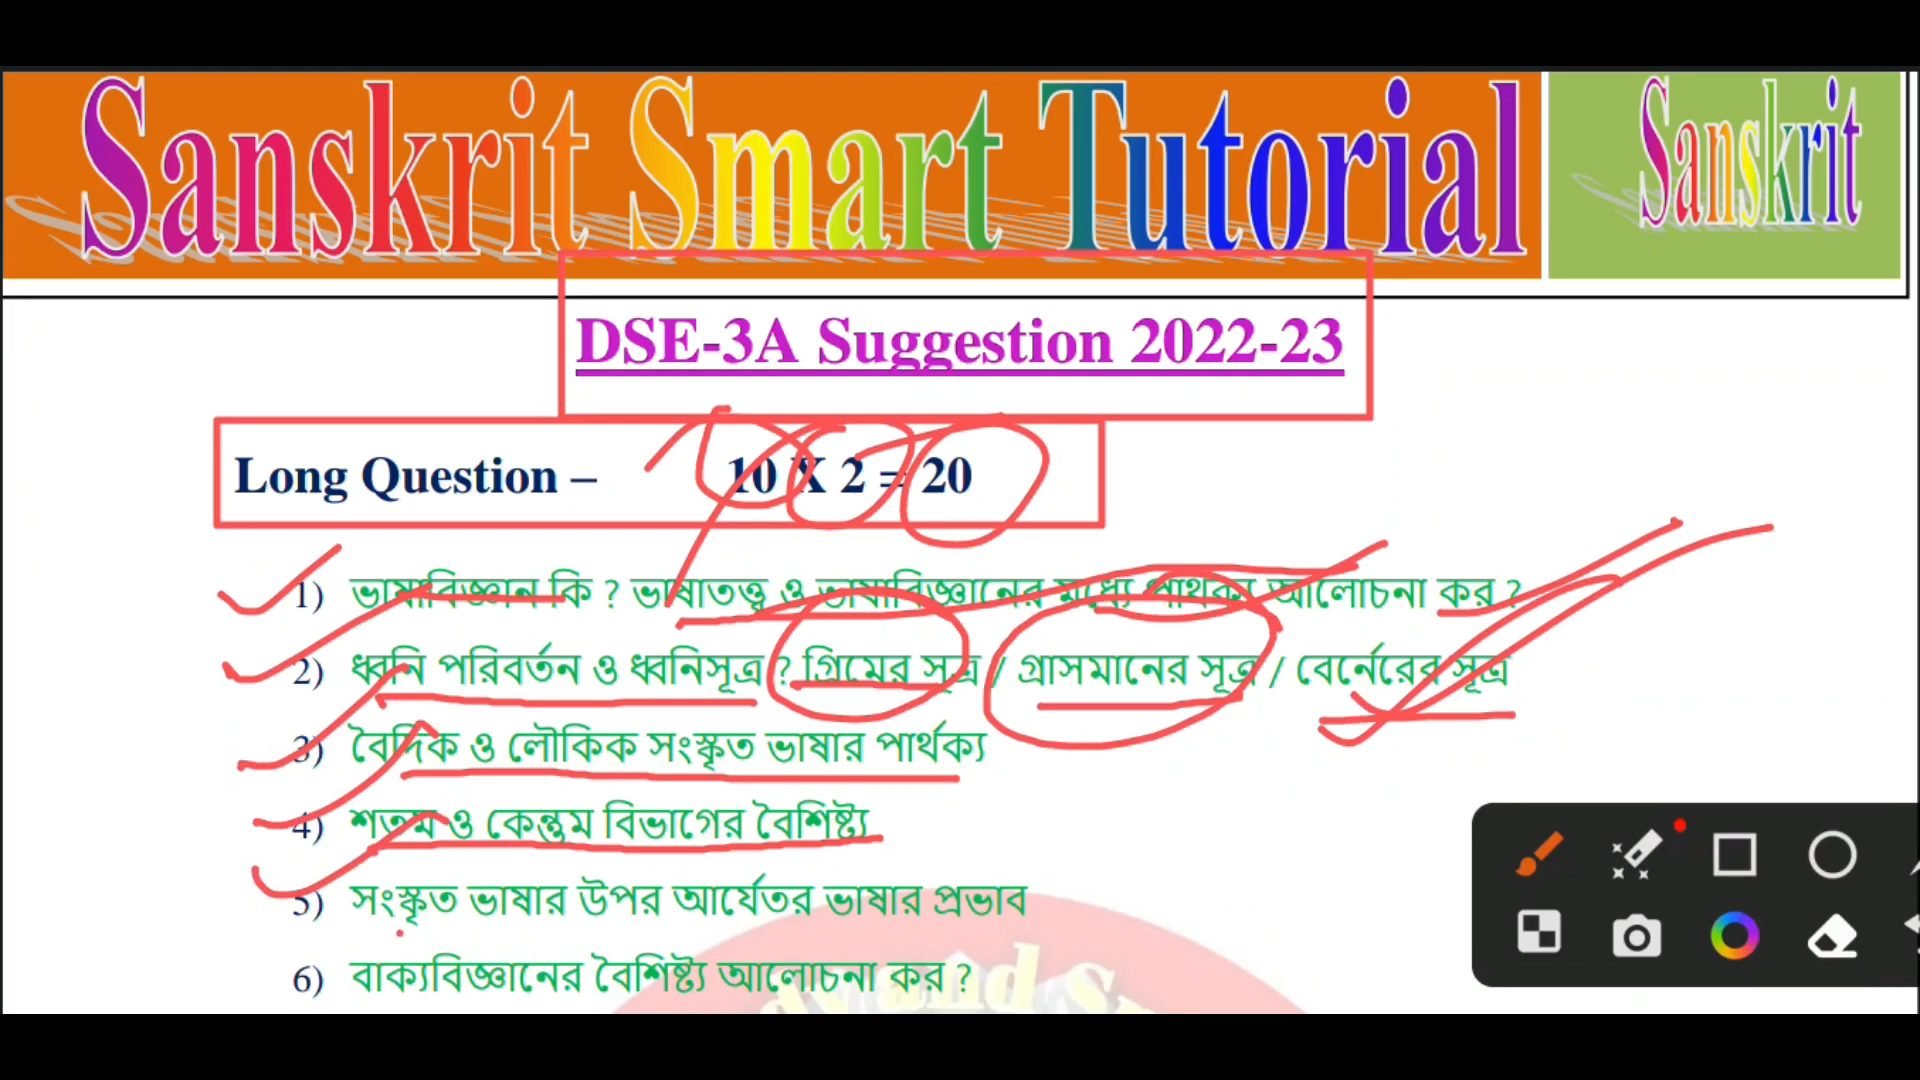 Sanskrit Smart Tutorial
Sanskrit
DSE-3A Suggestion 2022-23
Long Question – 10 X 2 = 20
1) ভাষাবিজ্ঞান কি ? ভাষাতত্ত্ব ও ভাষাবিজ্ঞানের মধ্যে পার্থক্য আলোচনা কর ?
2) ধ্বনি পরিবর্তন ও ধ্বনিসূত্র ? গ্রিমের সূত্র / গ্রাসমানের সূত্র / বের্নেরের সূত্র
3) বৈদিক ও লৌকিক সংস্কৃত ভাষার পার্থক্য
4) শতম ও কেন্তুম বিভাগের বৈশিষ্ট্য
5) সংস্কৃত ভাষার উপর আর্যেতর ভাষার প্রভাব
6) বাক্যবিজ্ঞানের বৈশিষ্ট্য আলোচনা কর ?